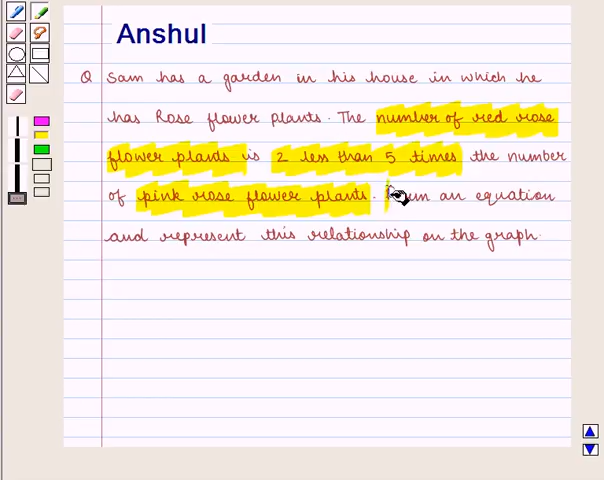 Anshul
Q Sam has a garden in his house in which he
has Rose flower plants. The number of red rose
flower plants is 2 less than 5 times the number
of pink rose flower plants. an equation
and represent this relationship on the graph.